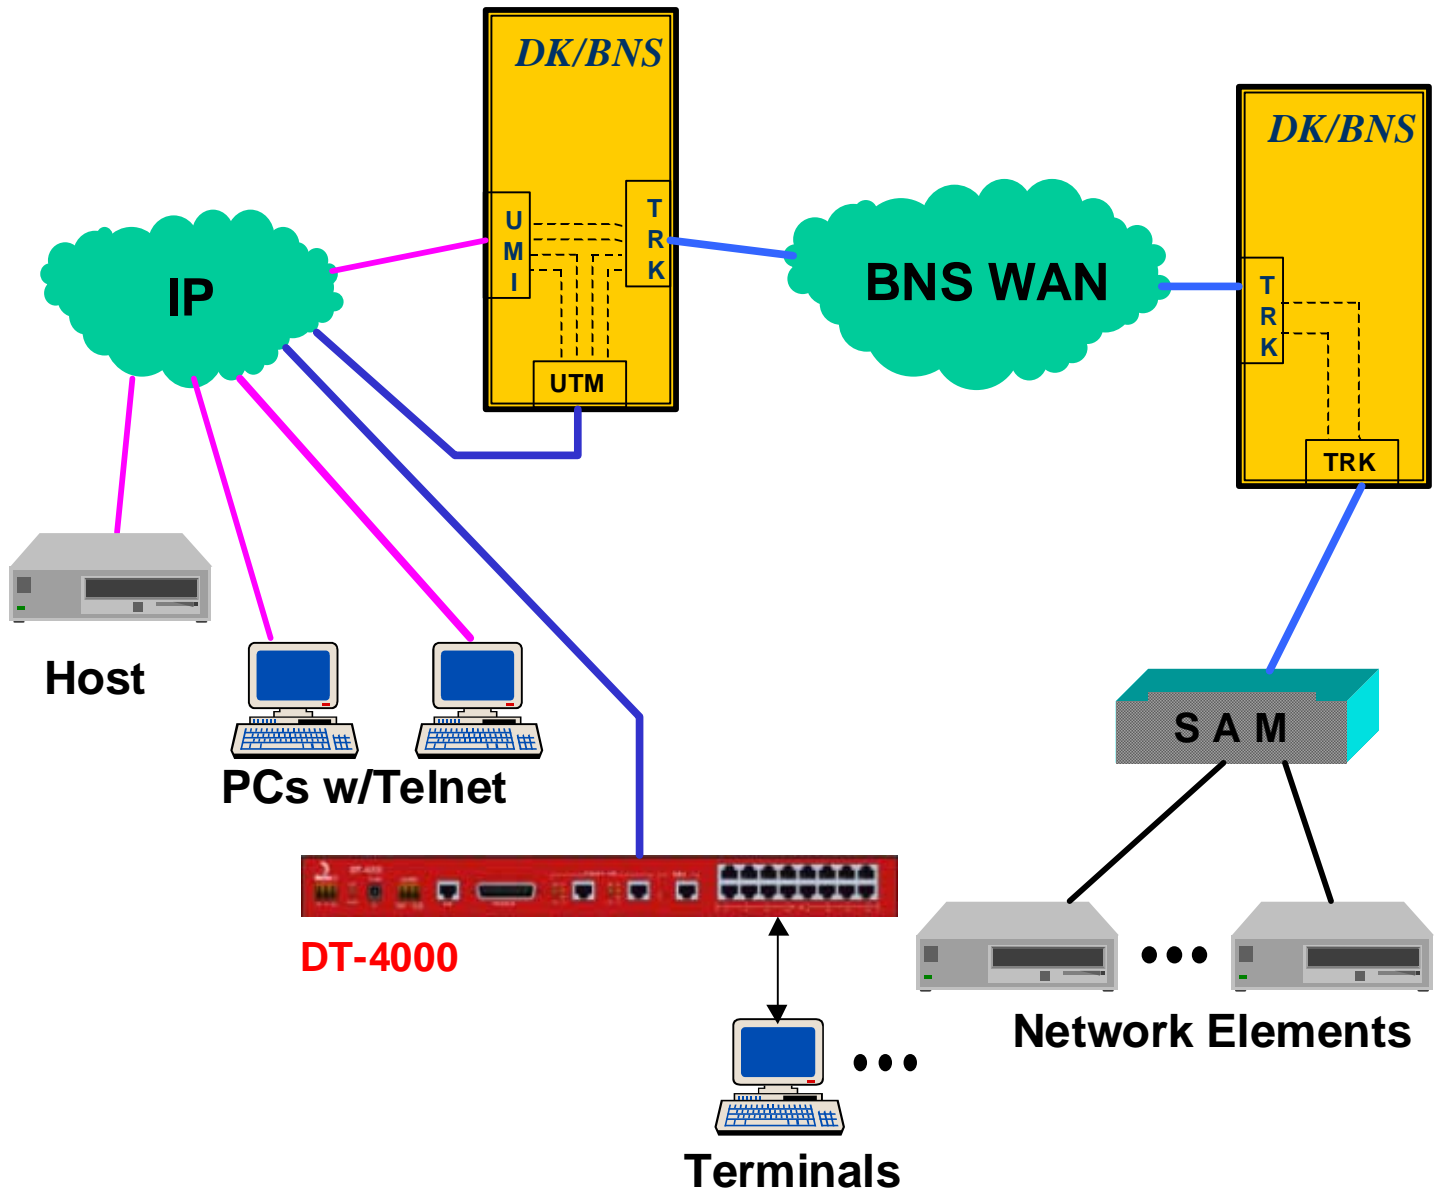 DK/BNS
DK/BNS
U
M
I
T
R
K
IP
BNS WAN
T
R
K
UTM
TRK
Host
S A M
PCs w/Telnet
DT-4000
Network Elements
Terminals